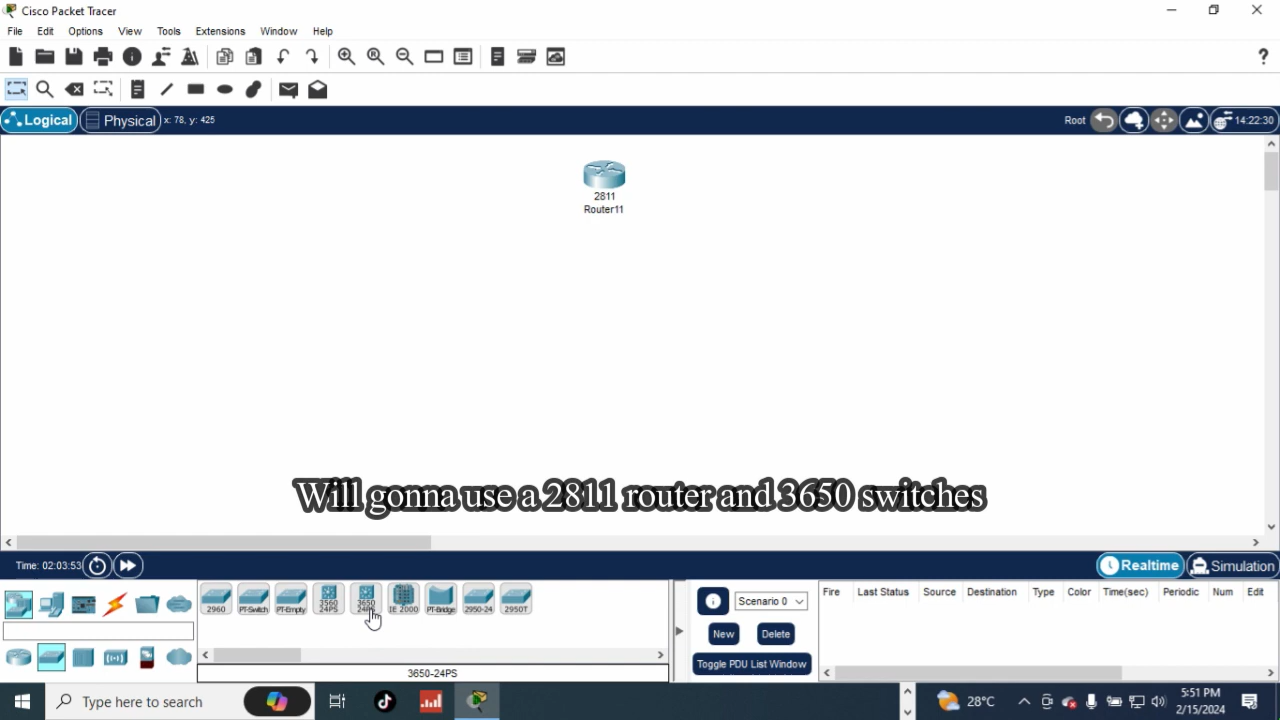 Cisco Packet Tracer
File Edit Options View Tools Extensions Window Help
?
Logical Physical x: 78, y: 425 Root 14:22:30
2811
Router11
Will gonna use a 2811 router and 3650 switches
Time: 02:03:53 Realtime Simulation
2960 PT-Switch PT-Empty 3560 24PS 3650 24PS IE 2000 PT-Bridge 2950-24 2950T
3650-24PS
Scenario 0
New Delete
Toggle PDU List Window
Fire Last Status Source Destination Type Color Time(sec) Periodic Num Edit
Type here to search
28°C
5:51 PM
2/15/2024